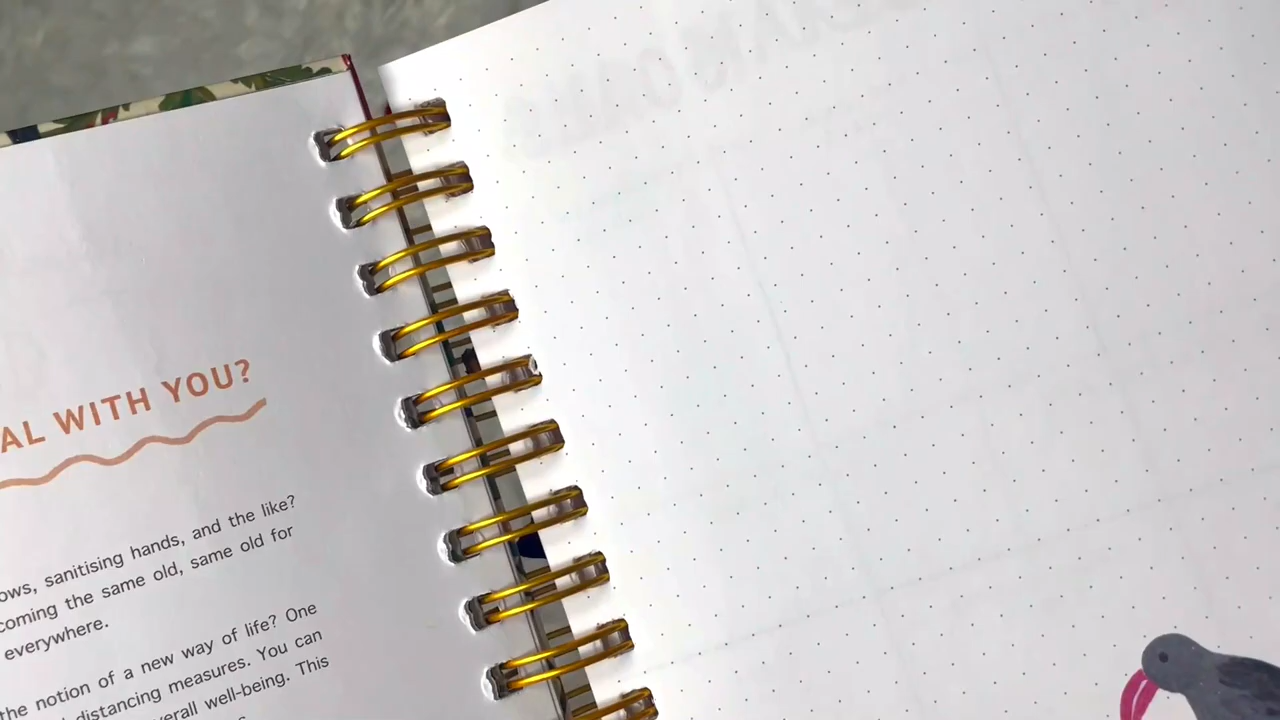 AL WITH YOU?
ows, sanitising hands, and the like?
coming the same old, same old for
everywhere.
the notion of a new way of life? One
distancing measures. You can
verall well-being. This